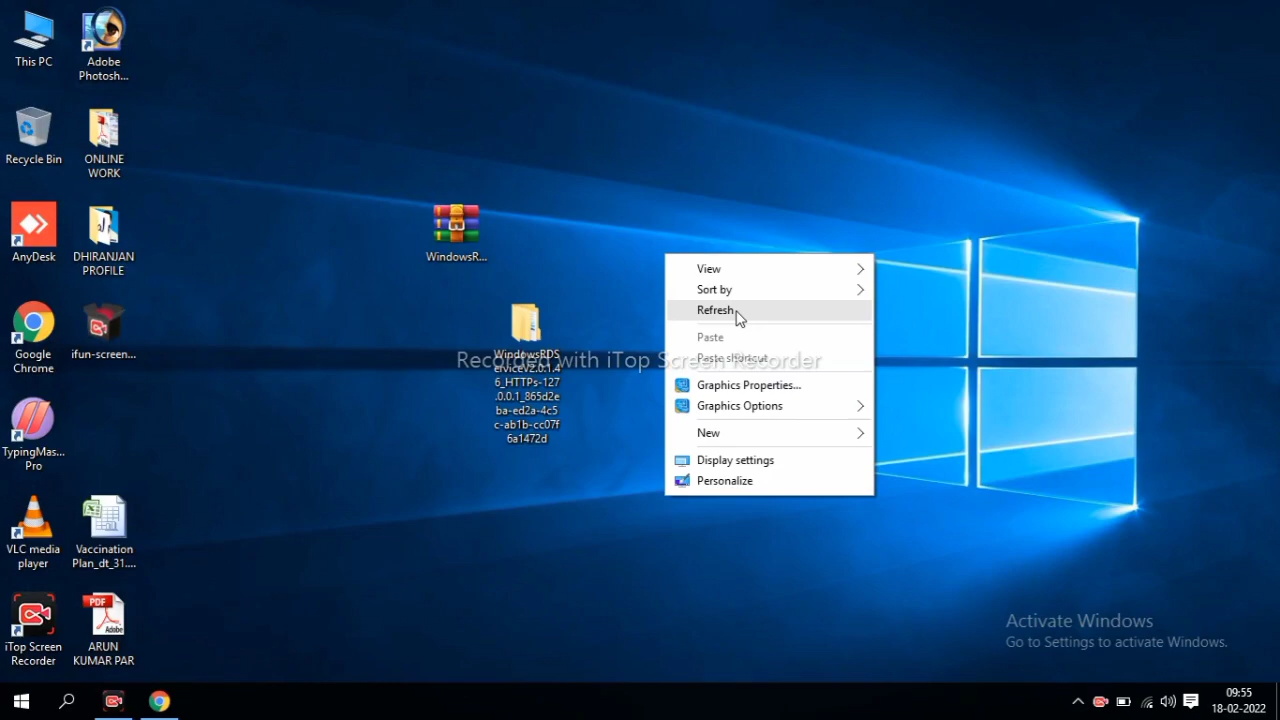 This PC
Adobe
Photosh...
Recycle Bin
ONLINE
WORK
AnyDesk
DHIRANJAN
PROFILE
Google
Chrome
ifun-screen...
TypingMas...
Pro
VLC media
player
Vaccination
Plan_dt_31....
iTop Screen
Recorder
PDF
Adobe
ARUN
KUMAR PAR
WindowsR...
WindowsRDS
erviceV2.0.1.4
6_HTTPs-127
.0.0.1_865d2e
ba-ed2a-4c5
c-ab1b-cc07f
6a1472d
View
Sort by
Refresh
Paste
Paste shortcut
Graphics Properties...
Graphics Options
New
Display settings
Personalize
Recorded with iTop Screen Recorder
Activate Windows
Go to Settings to activate Windows.
09:55
18-02-2022